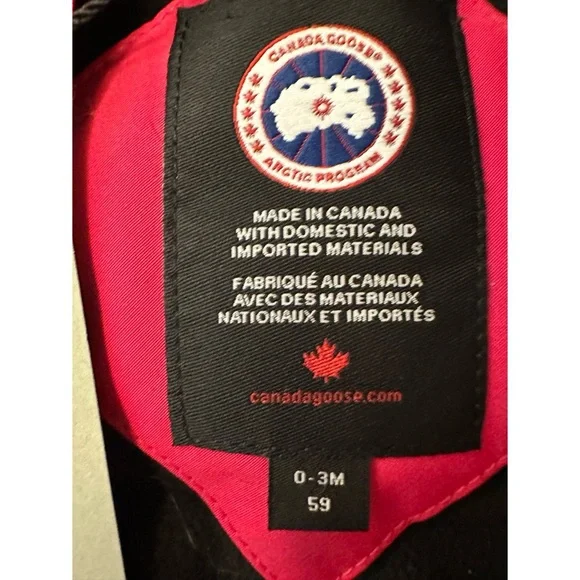 CANADA GOOSE®
ARCTIC PROGRAM
MADE IN CANADA
WITH DOMESTIC AND
IMPORTED MATERIALS
FABRIQUÉ AU CANADA
AVEC DES MATERIAUX
NATIONAUX ET IMPORTÉS
canadagoose.com
0-3M
59